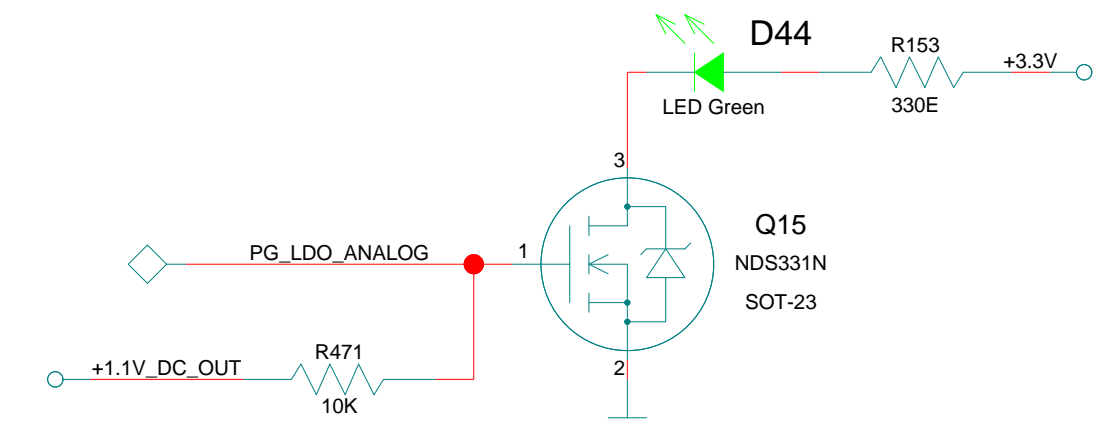 D44
R153
+3.3V
LED Green
330E
3
Q15
PG_LDO_ANALOG
1
NDS331N
SOT-23
R471
+1.1V_DC_OUT
2
10K